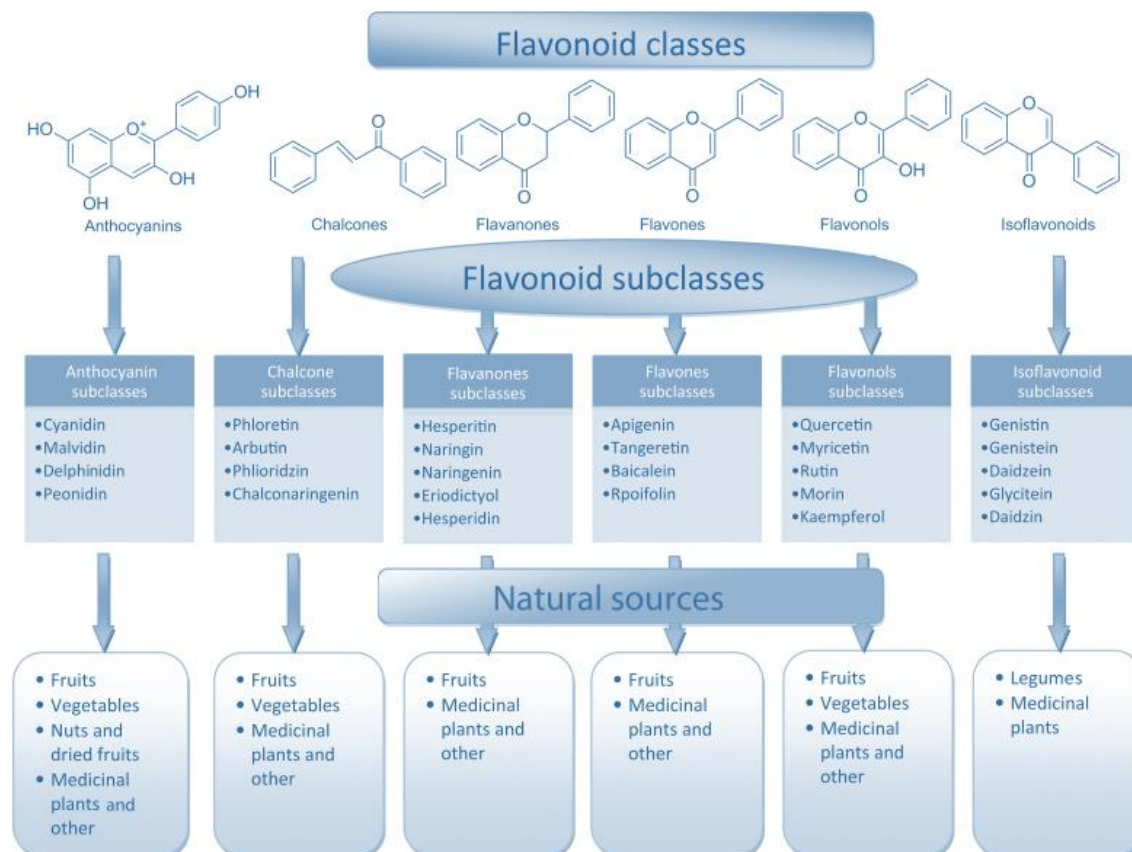 Flavonoid classes
OH
HO
O+
OH
OH
Anthocyanins
O
Chalcones
O
O
Flavanones
O
O
Flavones
O
OH
O
Flavonols
O
O
Isoflavonoids
Flavonoid subclasses
Anthocyanin
subclasses
•Cyanidin
•Malvidin
•Delphinidin
•Peonidin
Chalcone
subclasses
•Phloretin
•Arbutin
•Phlioridzin
•Chalconaringenin
Flavanones
subclasses
•Hesperitin
•Naringin
•Naringenin
•Eriodictyol
•Hesperidin
Flavones
subclasses
•Apigenin
•Tangeretin
•Baicalein
•Rpoifolin
Flavonols
subclasses
•Quercetin
•Myricetin
•Rutin
•Morin
•Kaempferol
Isoflavonoid
subclasses
•Genistin
•Genistein
•Daidzein
•Glycitein
•Daidzin
Natural sources
• Fruits
• Vegetables
• Nuts and
dried fruits
• Medicinal
plants and
other
• Fruits
• Vegetables
• Medicinal
plants and
other
• Fruits
• Medicinal
plants and
other
• Fruits
• Medicinal
plants and
other
• Fruits
• Vegetables
• Medicinal
plants and
other
• Legumes
• Medicinal
plants